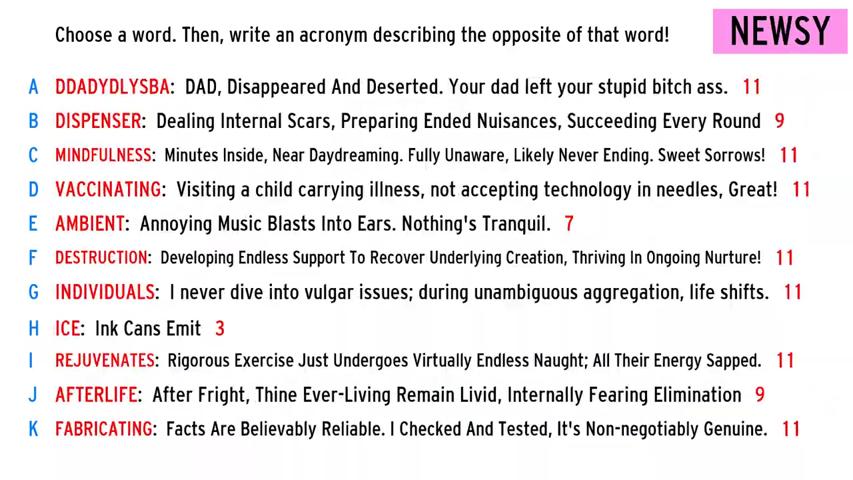 Choose a word. Then, write an acronym describing the opposite of that word!
NEWSY
A DDADYDLYSBA: DAD, Disappeared And Deserted. Your dad left your stupid bitch ass. 11
B DISPENSER: Dealing Internal Scars, Preparing Ended Nuisances, Succeeding Every Round 9
C MINDFULNESS: Minutes Inside, Near Daydreaming. Fully Unaware, Likely Never Ending. Sweet Sorrows! 11
D VACCINATING: Visiting a child carrying illness, not accepting technology in needles, Great! 11
E AMBIENT: Annoying Music Blasts Into Ears. Nothing's Tranquil. 7
F DESTRUCTION: Developing Endless Support To Recover Underlying Creation, Thriving In Ongoing Nurture! 11
G INDIVIDUALS: I never dive into vulgar issues; during unambiguous aggregation, life shifts. 11
H ICE: Ink Cans Emit 3
I REJUVENATES: Rigorous Exercise Just Undergoes Virtually Endless Naught; All Their Energy Sapped. 11
J AFTERLIFE: After Fright, Thine Ever-Living Remain Livid, Internally Fearing Elimination 9
K FABRICATING: Facts Are Believably Reliable. I Checked And Tested, It's Non-negotiably Genuine. 11